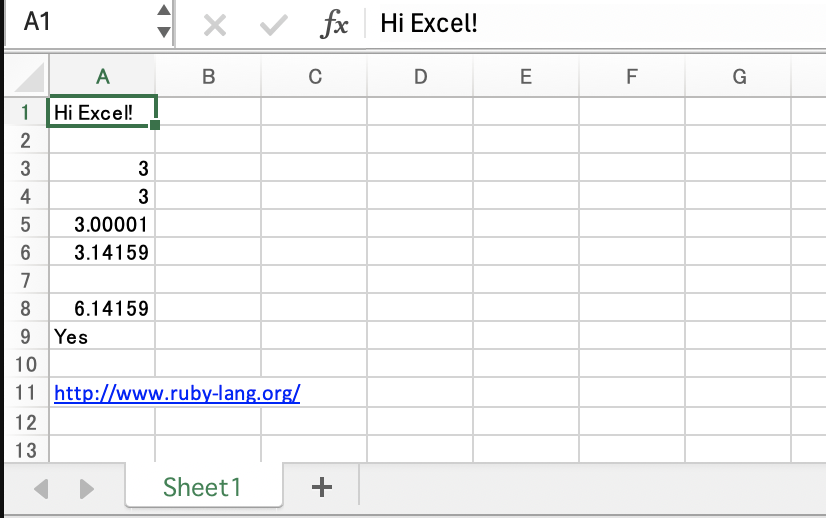 A1 fx Hi Excel!
A B C D E F G
1 Hi Excel!
2
3 3
4 3
5 3.00001
6 3.14159
7
8 6.14159
9 Yes
10
11 http://www.ruby-lang.org/
12
13
Sheet1 +